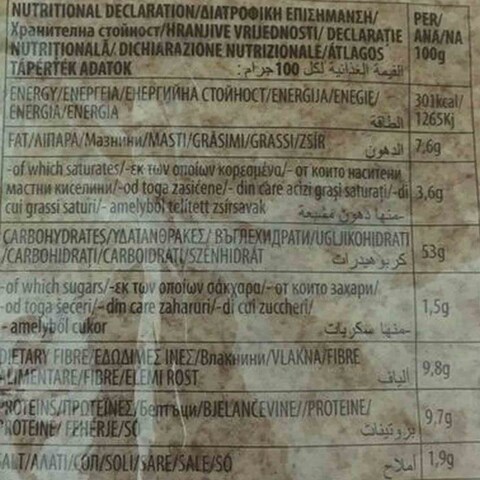 NUTRITIONAL DECLARATION/ΔΙΑΤΡΟΦΙΚΗ ΕΠΙΣΗΜΑΝΣΗ/
Хранителна стойност/HRANJIVE VRIJEDNOSTI/ DECLARAŢIE
NUTRIŢIONALĂ/ DICHIARAZIONE NUTRIZIONALE/ÁTLAGOS
TÁPÉRTÉK ADATOK القيمة الغذائية لكل 100 جرام:
PER/
ANA/NA
100g
ENERGY/ΕΝΕΡΓΕΙΑ/ЕНЕРГИЙНА СТОЙНОСТ/ENERGIJA/ENEGIE/
ENERGIA/ENERGIA الطاقة
301kcal/
1265Kj
FAT/ΛΙΠΑΡΑ/Мазнини/MASTI/GRĂSIMI/GRASSI/ZSÍR الدهون
7,6g
-of which saturates/-εκ των οποίων κορεσμένα/- от които наситени
мастни киселини/-od toga zasićene/- din care acizi graşi saturaţi/-di
cui grassi saturi/- amelyből telített zsírsavak -منها دهون مشبعة
3,6g
CARBOHYDRATES/ΥΔΑΤΑΝΘΡΑΚΕΣ/ ВЪГЛЕХИДРАТИ/UGLJIKOHIDRATI
/CARBOHIDRAŢI/CARBOIDRATI/SZÉNHIDRÁT كربوهيدرات
53g
-of which sugars/-εκ των οποίων σάκχαρα/- от които захари/
-od toga šećeri/-din care zaharuri/-di cui zuccheri/
- amelyből cukor -منها سكريات
1,5g
DIETARY FIBRE/ΕΔΩΔΙΜΕΣ ΙΝΕΣ/Влакнини/VLAKNA/FIBRE
ALIMENTARE/FIBRE/ÉLELMI ROST الياف
9,8g
PROTEINS/ΠΡΟΤΕΪΝΕΣ/Белтъци/BJELANČEVINE//PROTEINE/
PROTEINE/ FEHÉRJE/SÓ بروتينات
9,7g
SALT/ΑΛΑΤΙ/СОЛ/SOLI/SARE/SALE/SÓ أملاح
1,9g